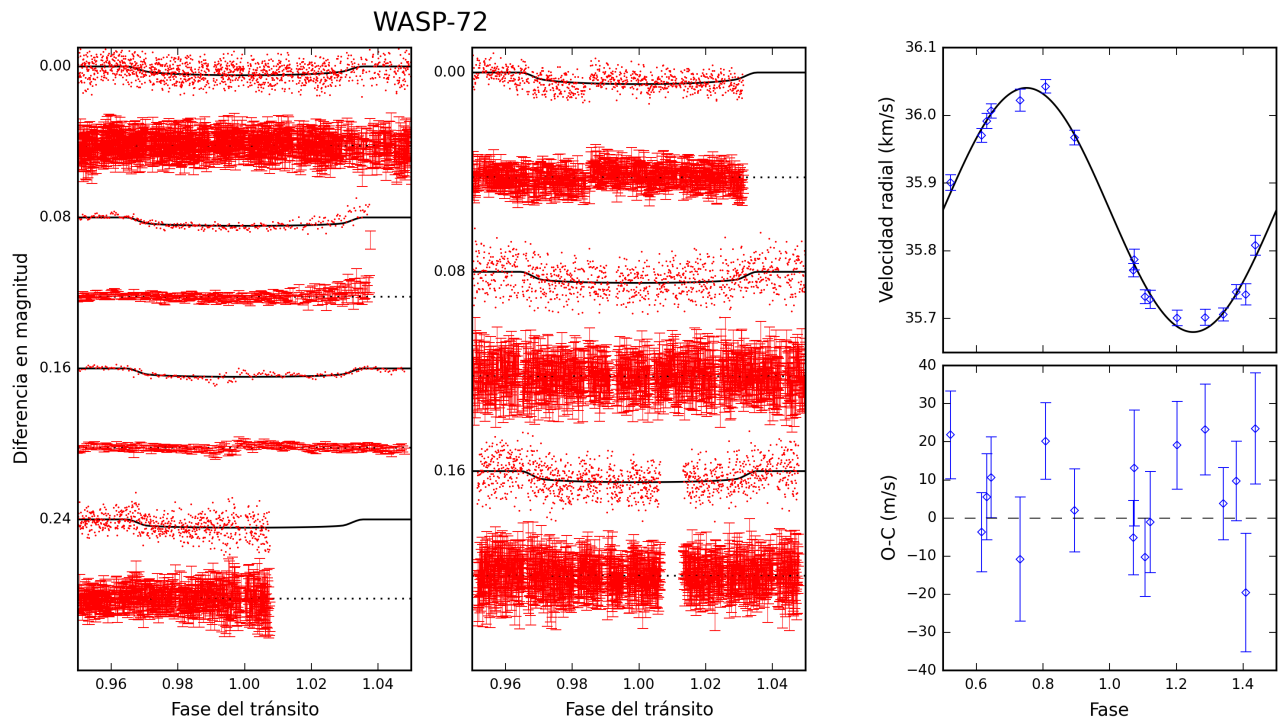 WASP-72
Diferencia en magnitud
0.00
0.08
0.16
0.24
0.96 0.98 1.00 1.02 1.04
Fase del tránsito
0.00
0.08
0.16
0.96 0.98 1.00 1.02 1.04
Fase del tránsito
Velocidad radial (km/s)
36.1
36.0
35.9
35.8
35.7
O-C (m/s)
40
30
20
10
0
−10
−20
−30
−40
0.6 0.8 1.0 1.2 1.4
Fase